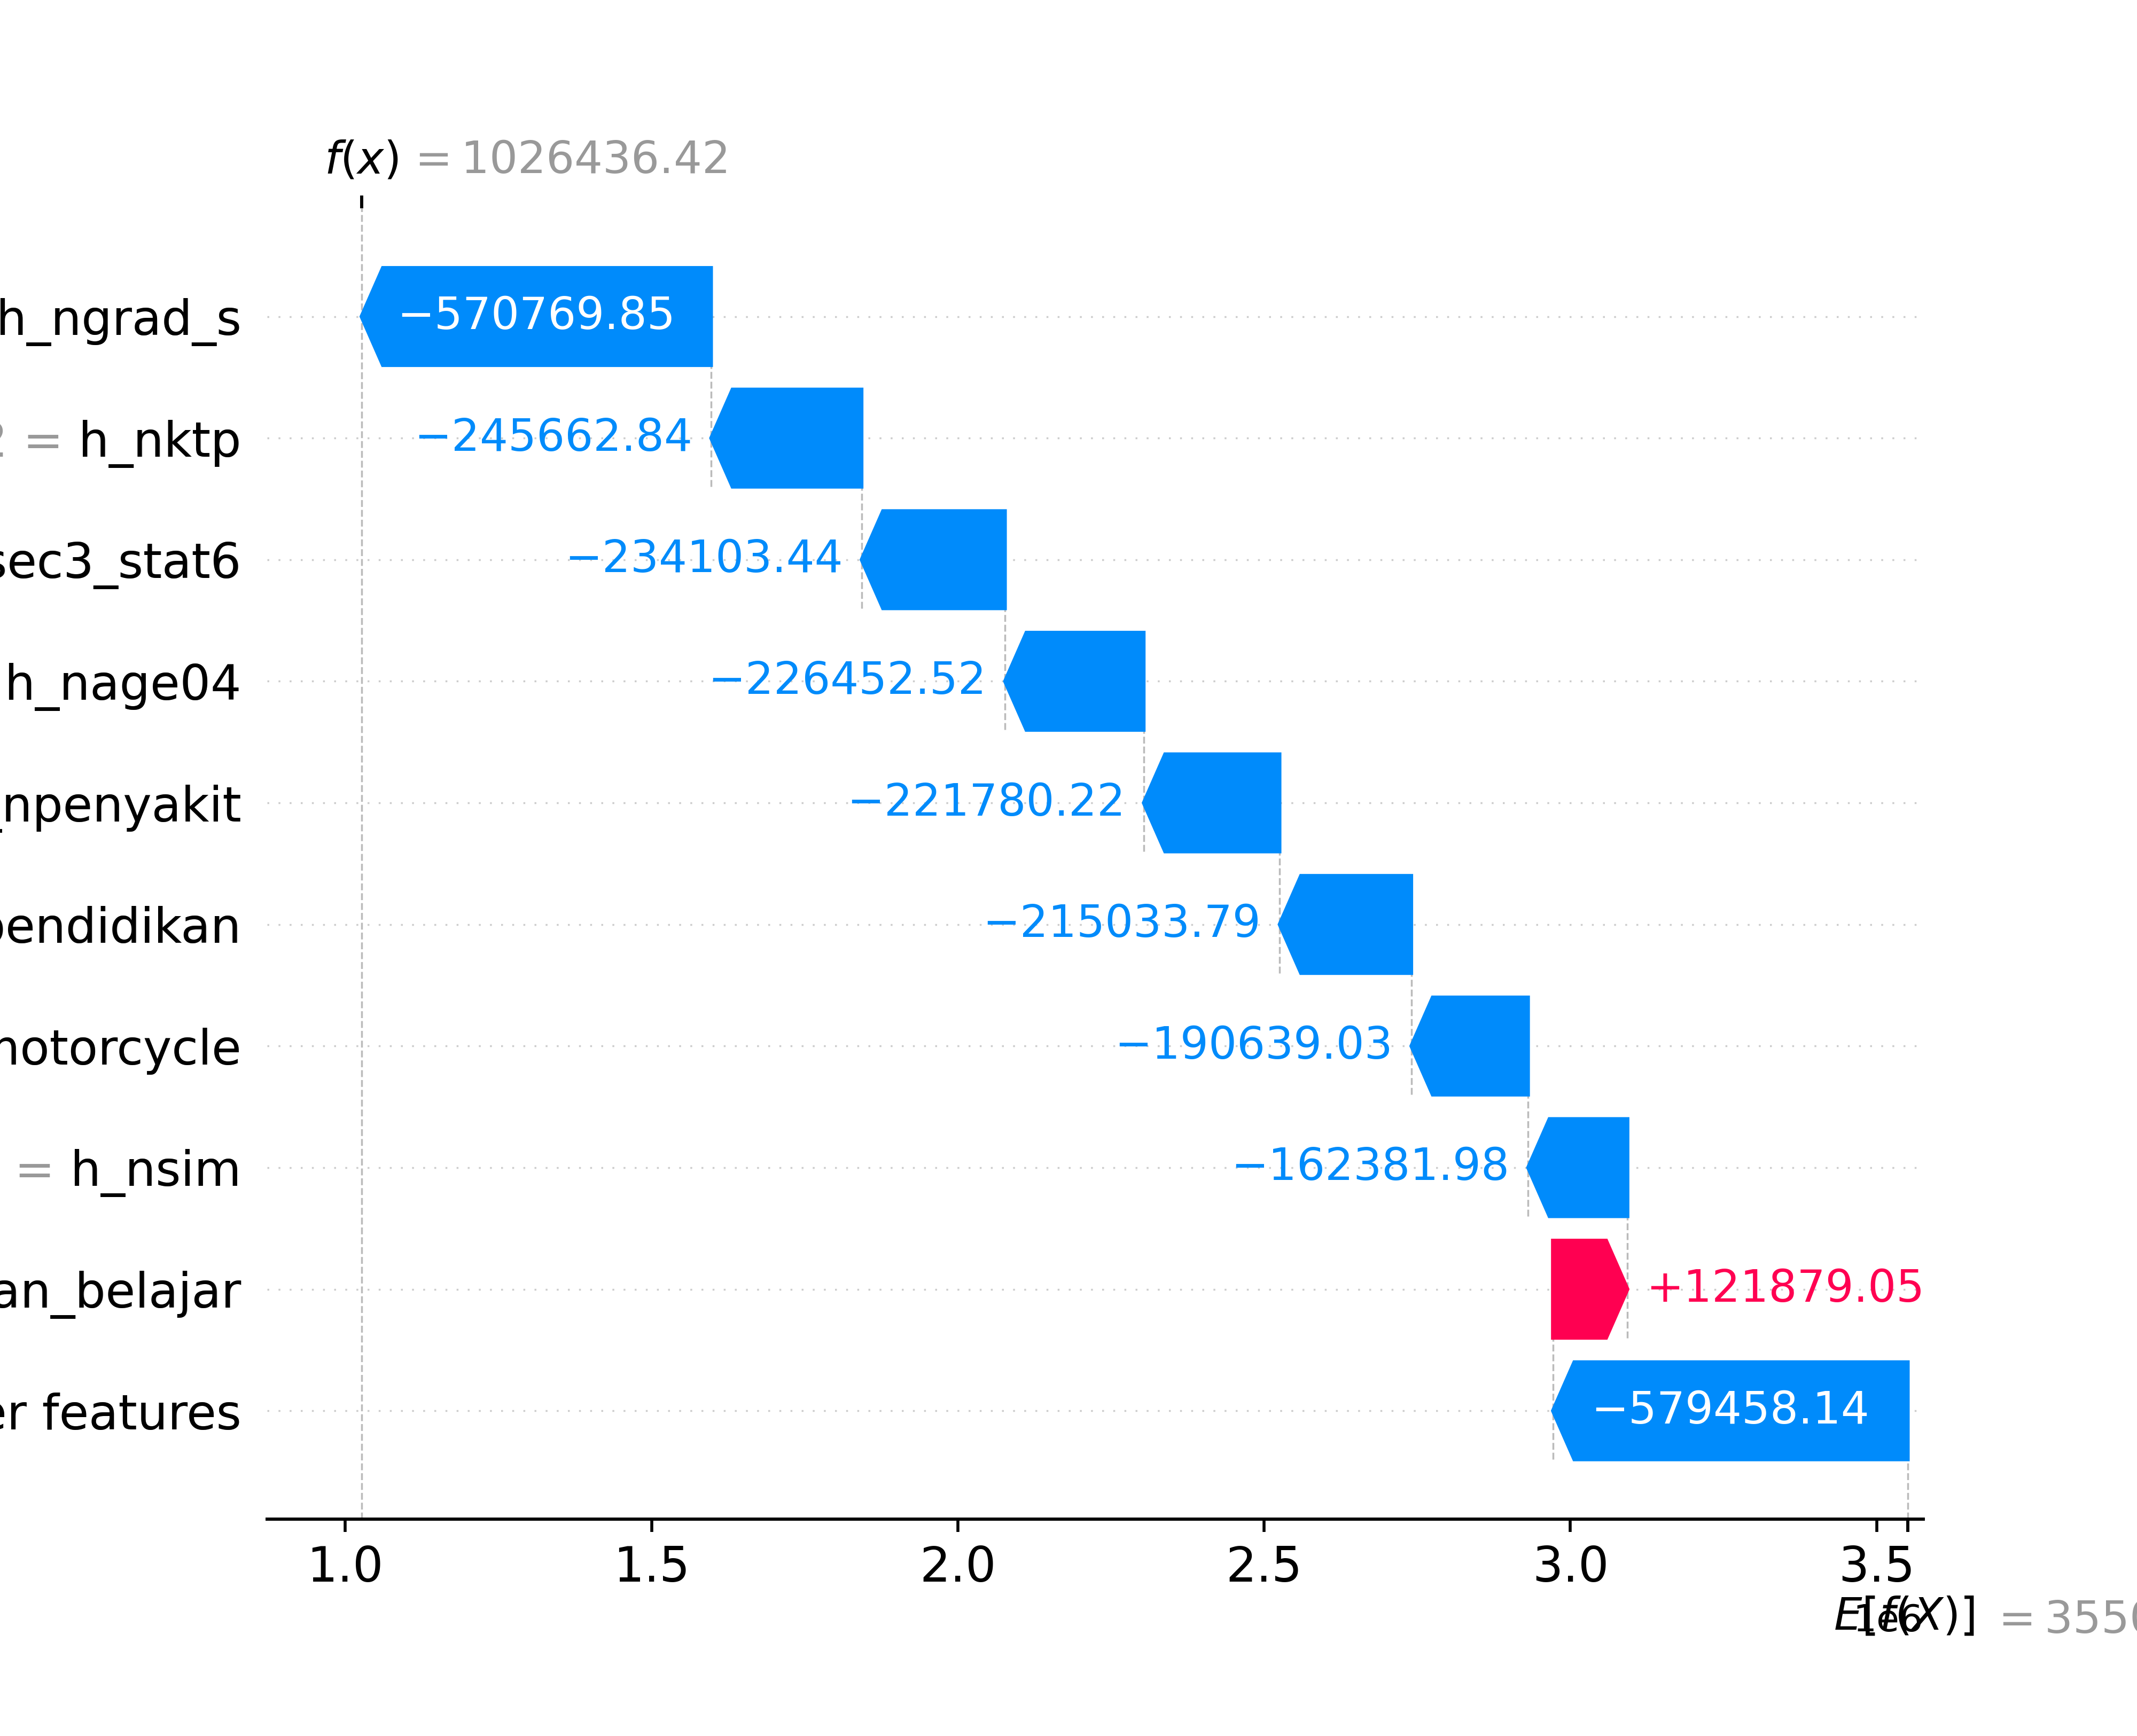 f(x) = 1026436.42
h_ngrad_s −570769.85
= h_nktp −245662.84
sec3_stat6 −234103.44
h_nage04 −226452.52
npenyakit −221780.22
pendidikan −215033.79
motorcycle −190639.03
= h_nsim −162381.98
an_belajar +121879.05
er features −579458.14
1.0 1.5 2.0 2.5 3.0 3.5
1e6
E[f(X)] = 3550